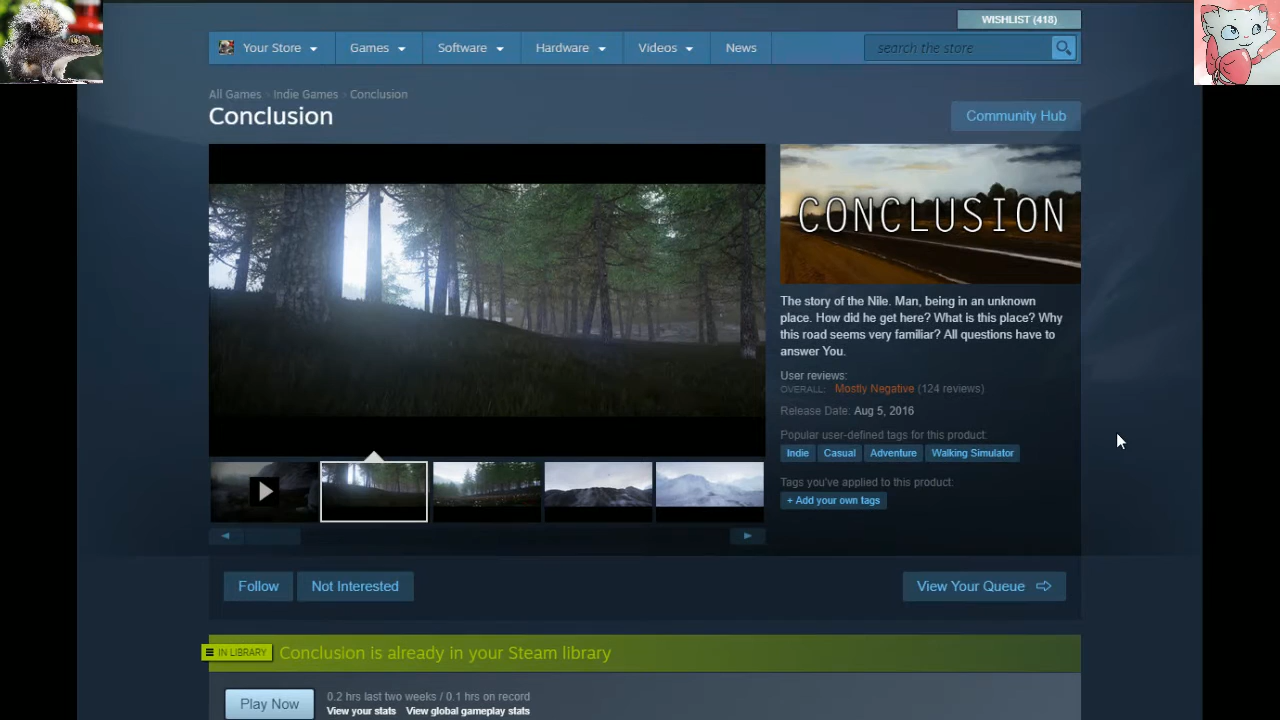 WISHLIST (418)
Your Store Games Software Hardware Videos News
search the store
All Games > Indie Games > Conclusion
Conclusion
Community Hub
CONCLUSION
The story of the Nile. Man, being in an unknown
place. How did he get here? What is this place? Why
this road seems very familiar? All questions have to
answer You.
User reviews:
OVERALL: Mostly Negative (124 reviews)
Release Date: Aug 5, 2016
Popular user-defined tags for this product:
Indie Casual Adventure Walking Simulator
Tags you've applied to this product:
+ Add your own tags
Follow Not Interested View Your Queue
IN LIBRARY Conclusion is already in your Steam library
Play Now
0.2 hrs last two weeks / 0.1 hrs on record
View your stats View global gameplay stats